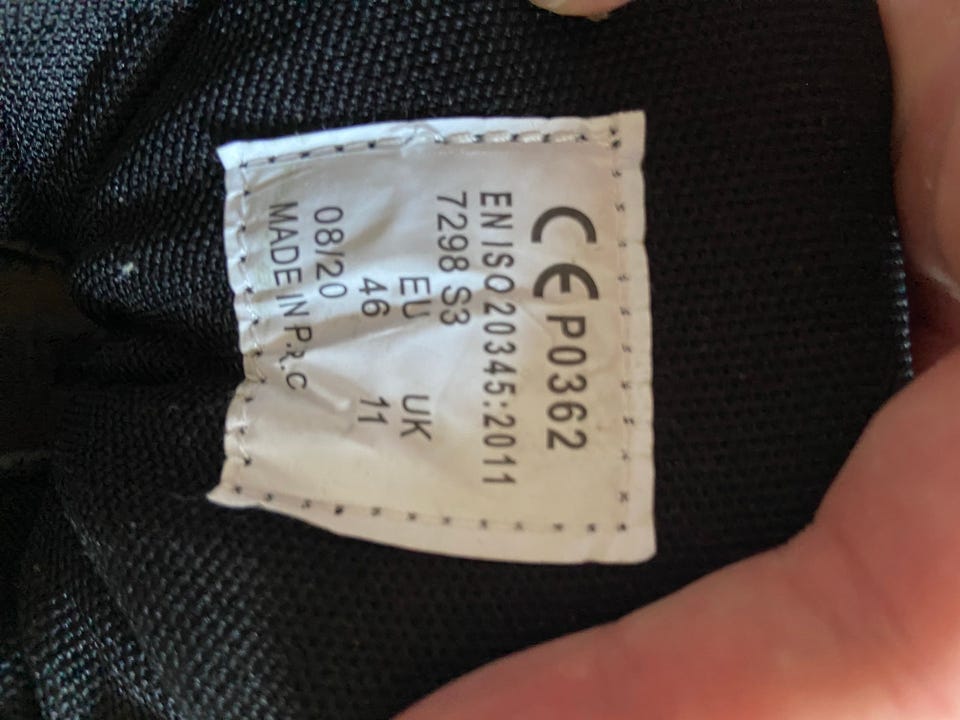 CE P0362
EN ISO 20345:2011
7298 S3
EU UK
46 11
08/20
MADE IN P.R.C